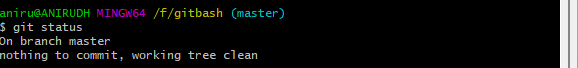 aniru@ANIRUDH MINGW64 /f/gitbash (master)
$ git status
On branch master
nothing to commit, working tree clean